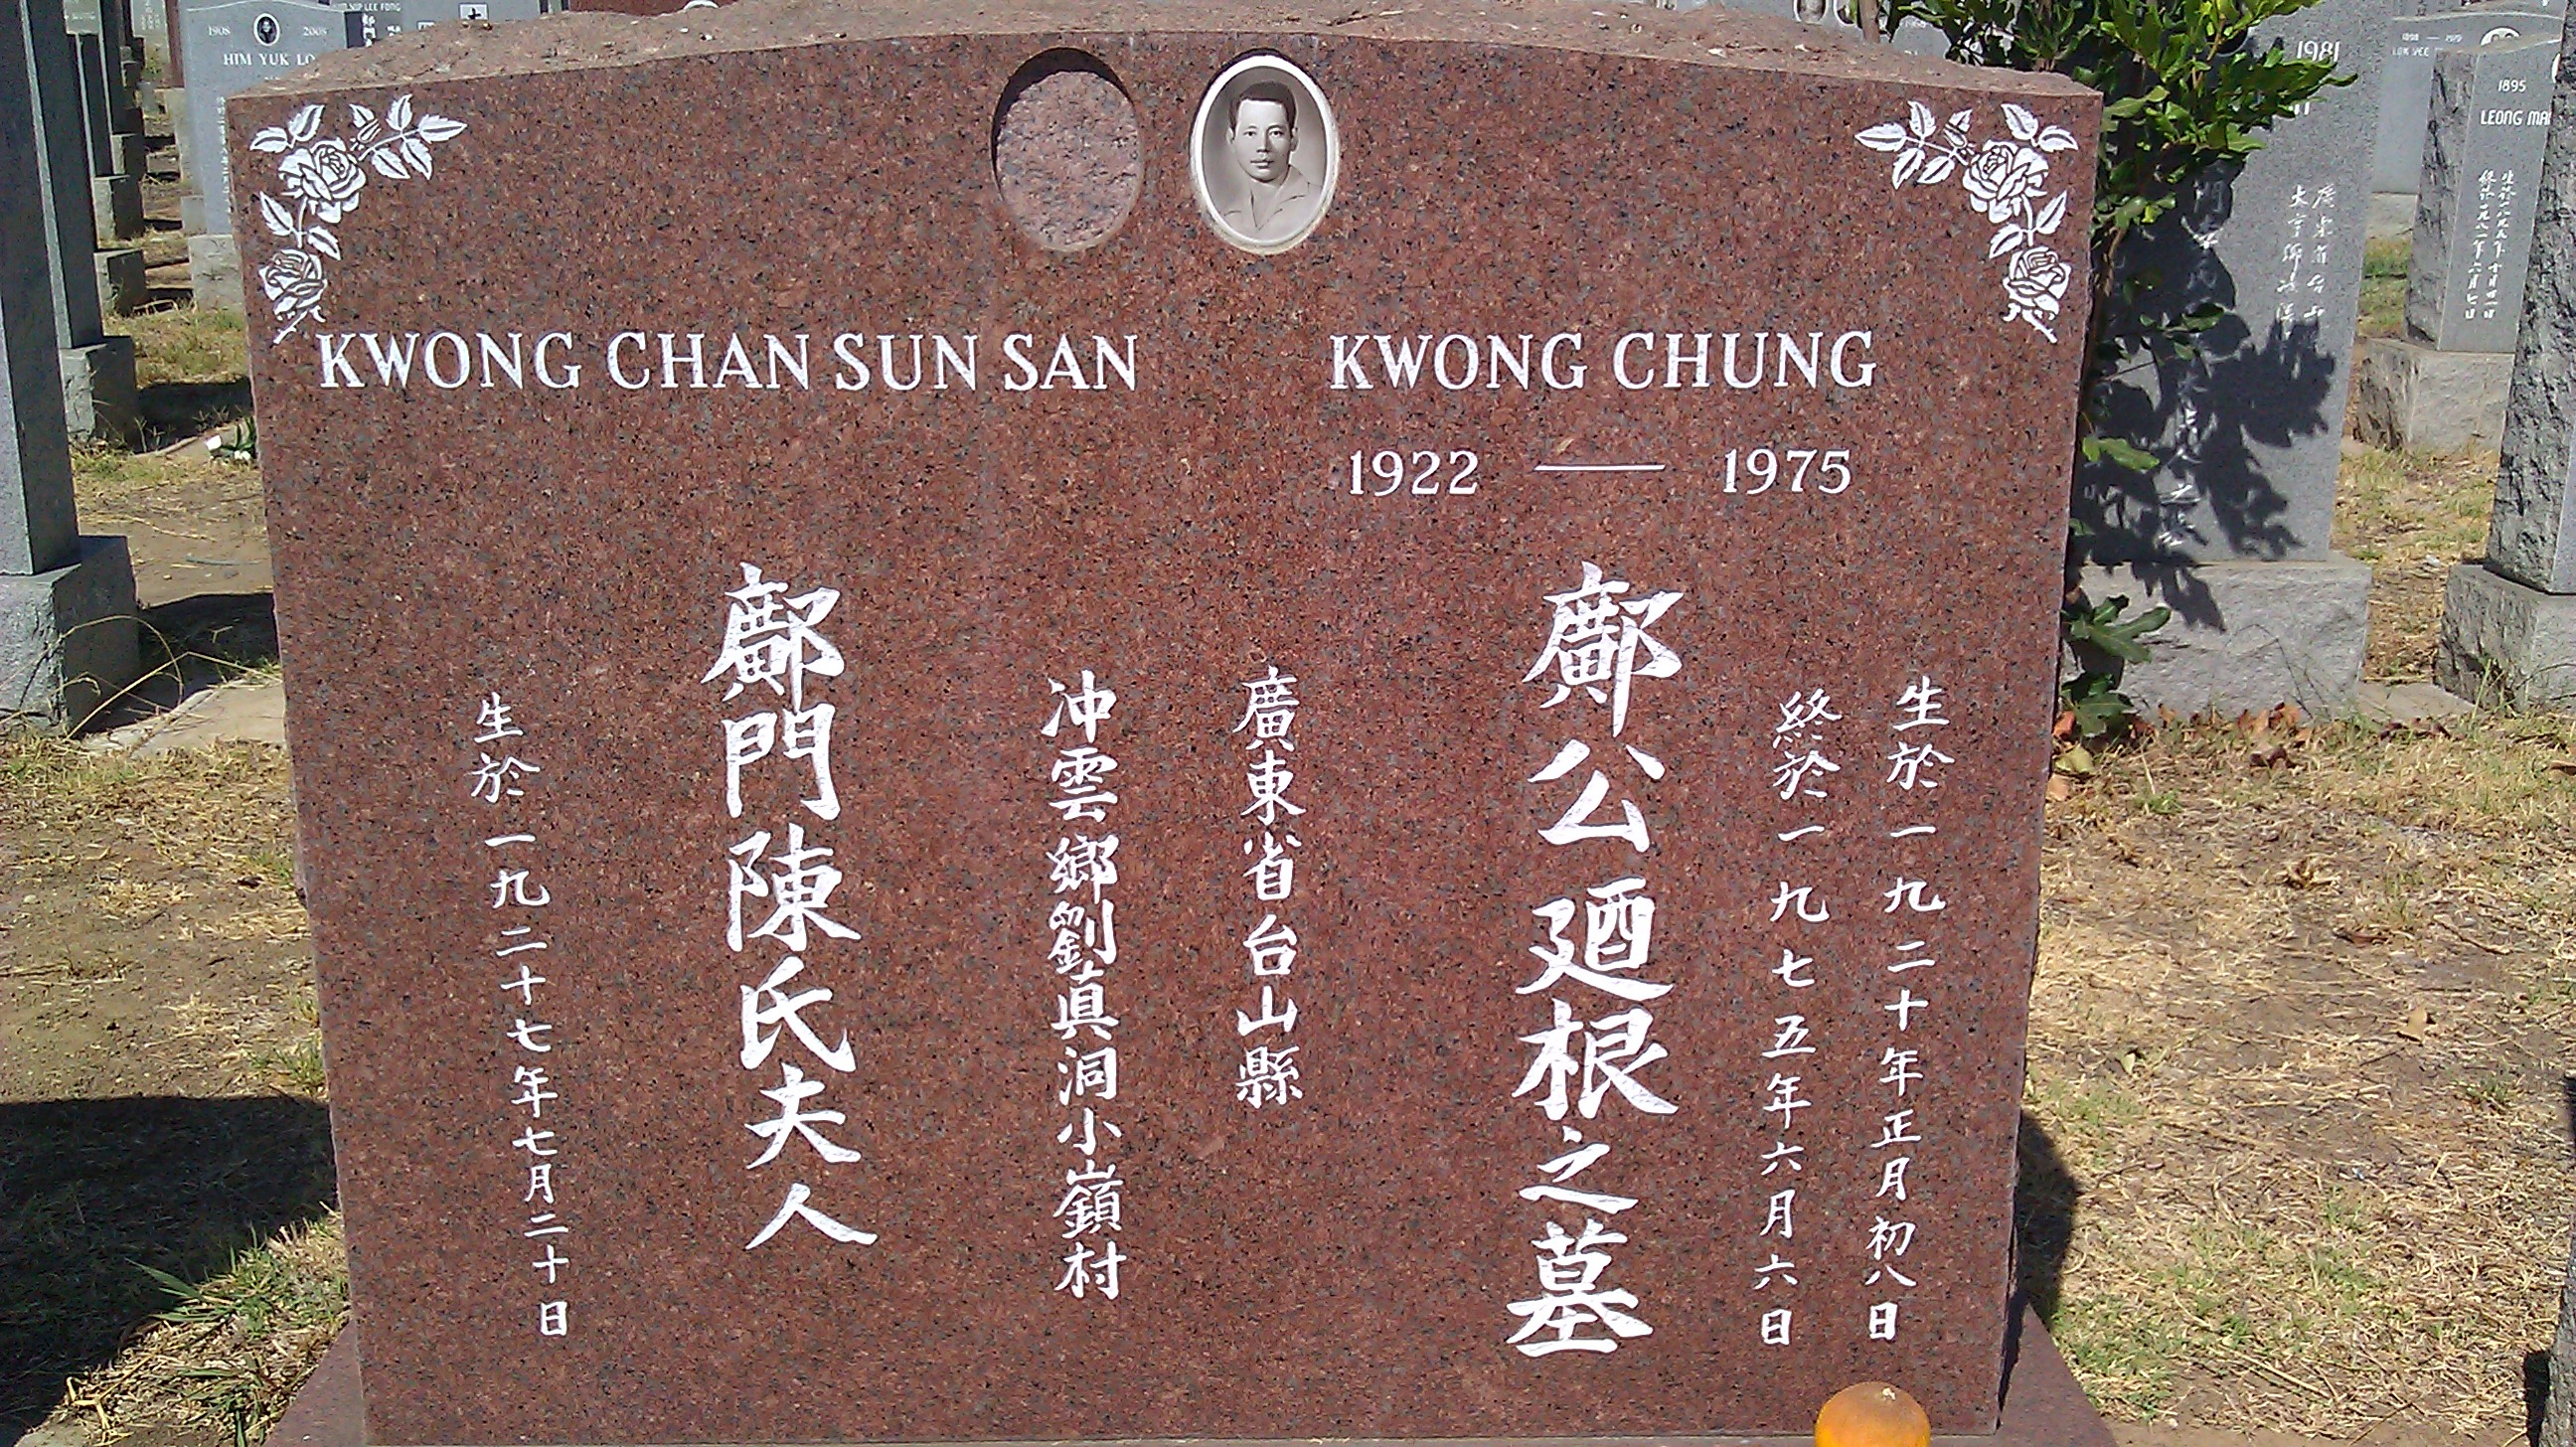 KWONG CHAN SUN SAN
KWONG CHUNG
1922 — 1975
生於一九二十年正月初八日
終於一九七五年六月六日
鄺公廼根之墓
廣東省台山縣
沖雲鄉劉真洞小嶺村
鄺門陳氏夫人
生於一九二十七年七月二十日
1908 2003
HIM YUK LO
1981
1895
LEONG MA